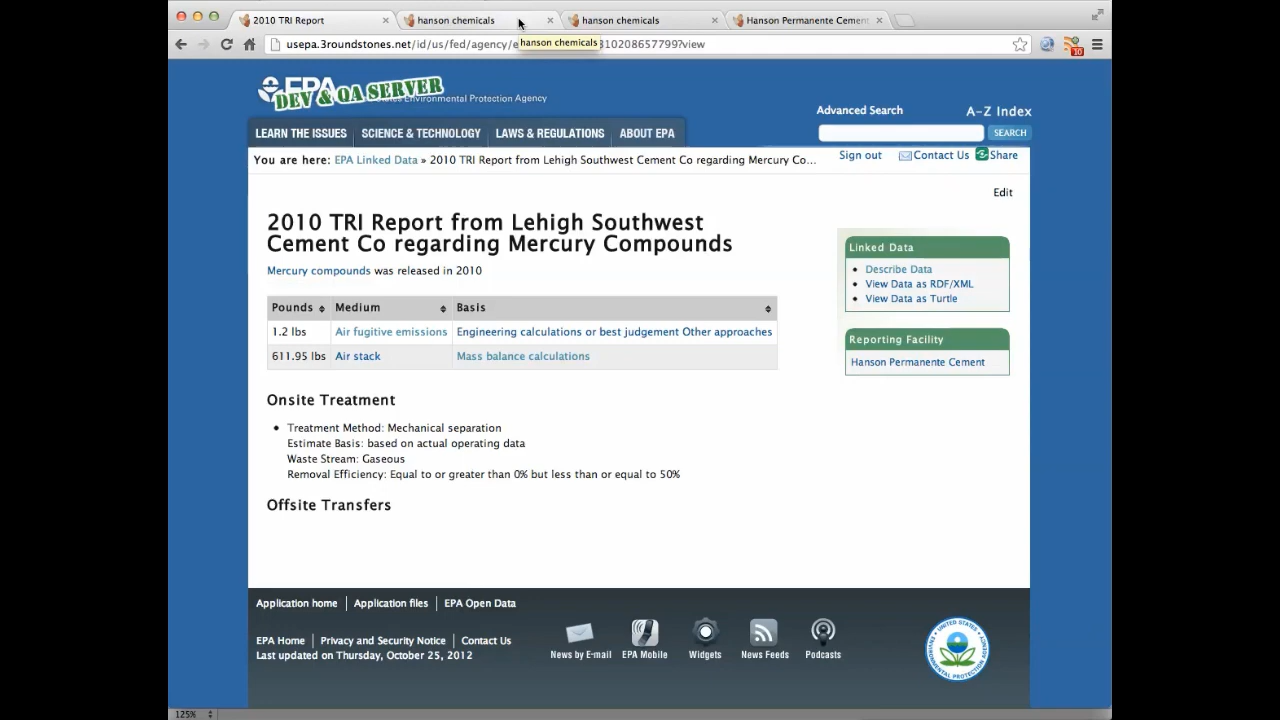 2010 TRI Report
hanson chemicals
hanson chemicals
Hanson Permanente Cement
usepa.3roundstones.net/id/us/fed/agency/e
310208657799?view
hanson chemicals
10
EPA
DEV & QA SERVER
Environmental Protection Agency
Advanced Search
A-Z Index
SEARCH
LEARN THE ISSUES
SCIENCE & TECHNOLOGY
LAWS & REGULATIONS
ABOUT EPA
You are here: EPA Linked Data » 2010 TRI Report from Lehigh Southwest Cement Co regarding Mercury Co...
Sign out
Contact Us
Share
Edit
2010 TRI Report from Lehigh Southwest
Cement Co regarding Mercury Compounds
Mercury compounds was released in 2010
Pounds Medium Basis
1.2 lbs Air fugitive emissions Engineering calculations or best judgement Other approaches
611.95 lbs Air stack Mass balance calculations
Onsite Treatment
• Treatment Method: Mechanical separation
Estimate Basis: based on actual operating data
Waste Stream: Gaseous
Removal Efficiency: Equal to or greater than 0% but less than or equal to 50%
Offsite Transfers
Linked Data
• Describe Data
• View Data as RDF/XML
• View Data as Turtle
Reporting Facility
Hanson Permanente Cement
Application home | Application files | EPA Open Data
EPA Home | Privacy and Security Notice | Contact Us
Last updated on Thursday, October 25, 2012
News by E-mail
EPA Mobile
Widgets
News Feeds
Podcasts
125%